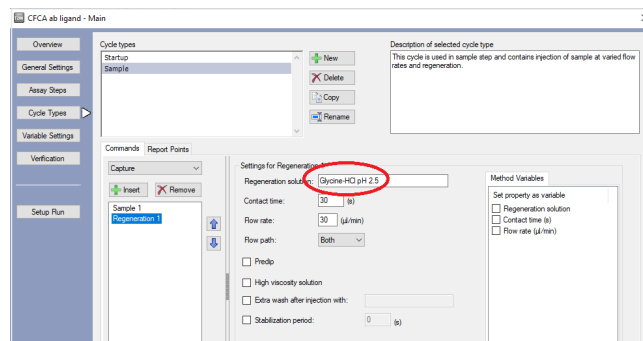 CFCA ab ligand - Main
Overview
General Settings
Assay Steps
Cycle Types
Variable Settings
Verification
Setup Run
Cycle types
Startup
Sample
New
Delete
Copy
Rename
Description of selected cycle type
This cycle is used in sample step and contains injection of sample at varied flow
rates and regeneration.
Commands
Report Points
Capture
Insert
Remove
Sample 1
Regeneration 1
Settings for Regeneration 1
Regeneration solution: Glycine-HCl pH 2.5
Contact time: 30 (s)
Flow rate: 30 (µl/min)
Flow path: Both
Predip
High viscosity solution
Extra wash after injection with:
Stabilization period: 0 (s)
Method Variables
Set property as variable
Regeneration solution
Contact time (s)
Flow rate (µl/min)